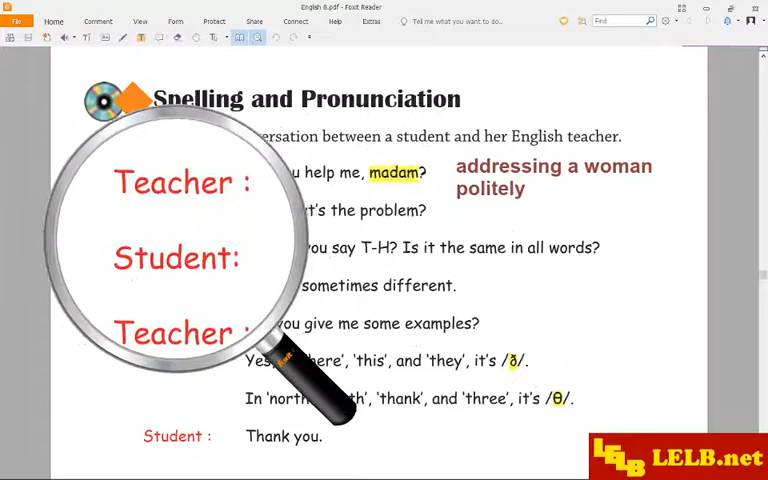 English 8.pdf - Foxit Reader
File Home Comment View Form Protect Share Connect Help Extras Tell me what you want to do... Find
Spelling and Pronunciation
ersation between a student and her English teacher.
u help me, madam?
addressing a woman
politely
Teacher :
t's the problem?
Student:
you say T-H? Is it the same in all words?
sometimes different.
Teacher :
you give me some examples?
Yes, here', 'this', and 'they', it's /ð/.
In 'north th', 'thank', and 'three', it's /θ/.
Student : Thank you.
Foxit
LELB LELB.net